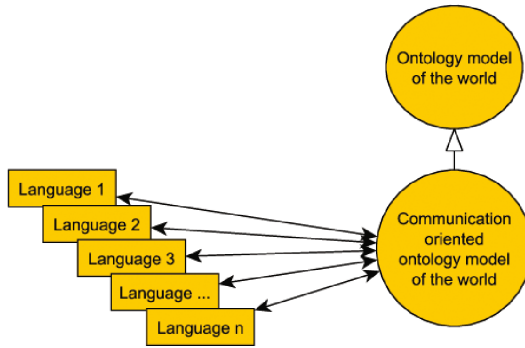 Ontology model
of the world
Language 1
Language 2
Language 3
Language ...
Language n
Communication
oriented
ontology model
of the world